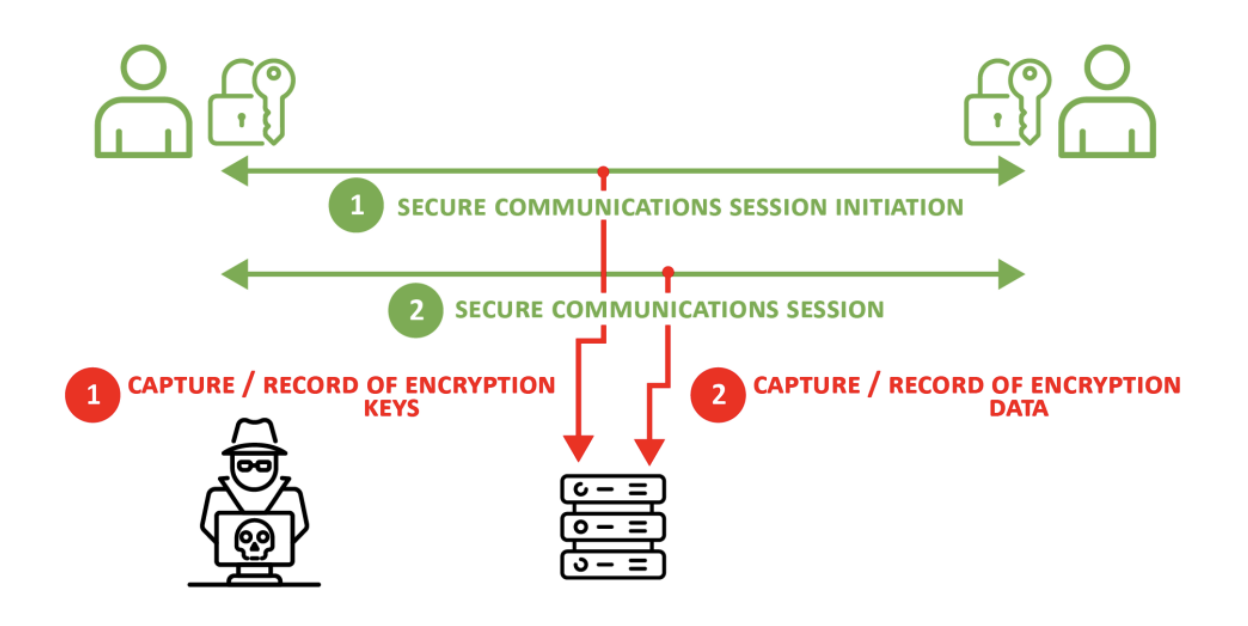 1 SECURE COMMUNICATIONS SESSION INITIATION
2 SECURE COMMUNICATIONS SESSION
1 CAPTURE / RECORD OF ENCRYPTION
KEYS
2 CAPTURE / RECORD OF ENCRYPTION
DATA